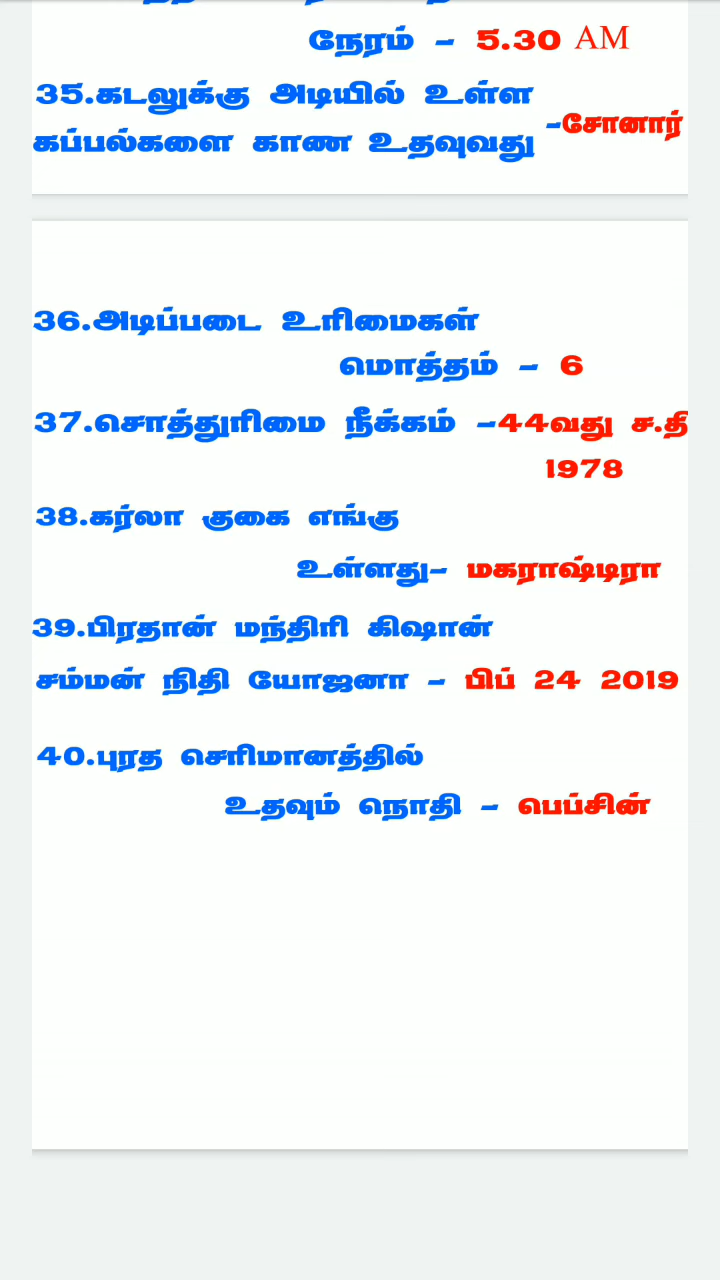 நேரம் - 5.30 AM
35.கடலுக்கு அடியில் உள்ள
கப்பல்களை காண உதவுவது -சோனார்
36.அடிப்படை உரிமைகள்
மொத்தம் - 6
37.சொத்துரிமை நீக்கம் -44வது ச.தி
1978
38.கர்லா குகை எங்கு
உள்ளது- மகராஷ்டிரா
39.பிரதான் மந்திரி கிஷான்
சம்மன் நிதி யோஜனா - பிப் 24 2019
40.புரத செரிமானத்தில்
உதவும் நொதி - பெப்சின்